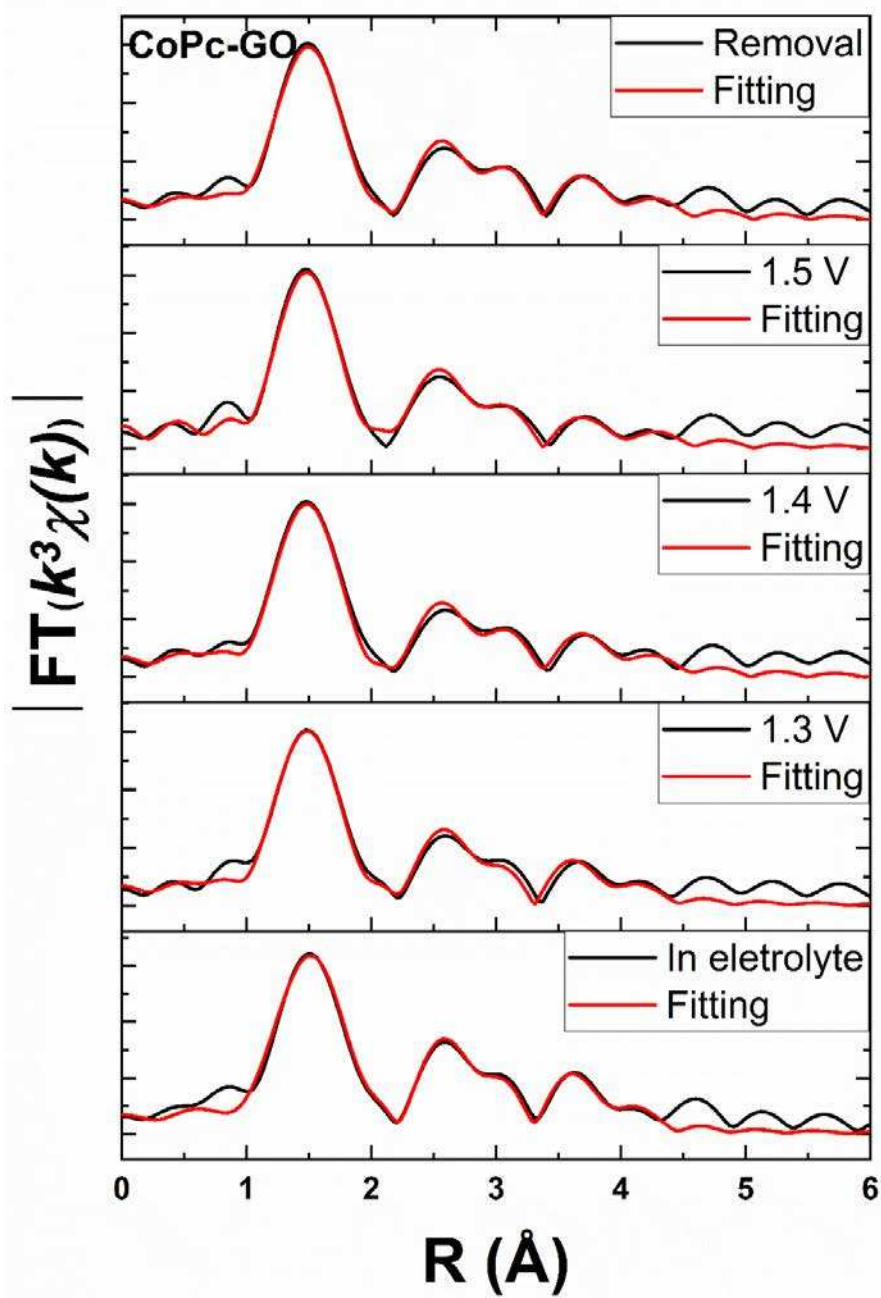 CoPc-GO
Removal
Fitting
1.5 V
Fitting
1.4 V
Fitting
1.3 V
Fitting
In eletrolyte
Fitting
|FT(k³χ(k))|
0 1 2 3 4 5 6
R (Å)